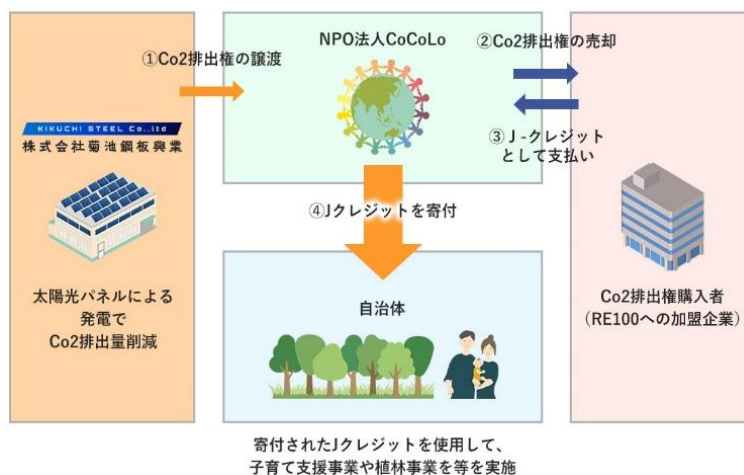 NPO法人CoCoLo
①Co2排出権の譲渡
②Co2排出権の売却
KIKUCHI STEEL Co.,ltd
株式会社菊池鋼板興業
③J-クレジット
として支払い
④Jクレジットを寄付
太陽光パネルによる
発電で
Co2排出量削減
自治体
Co2排出権購入者
（RE100への加盟企業）
寄付されたJクレジットを使用して、
子育て支援事業や植林事業を等を実施